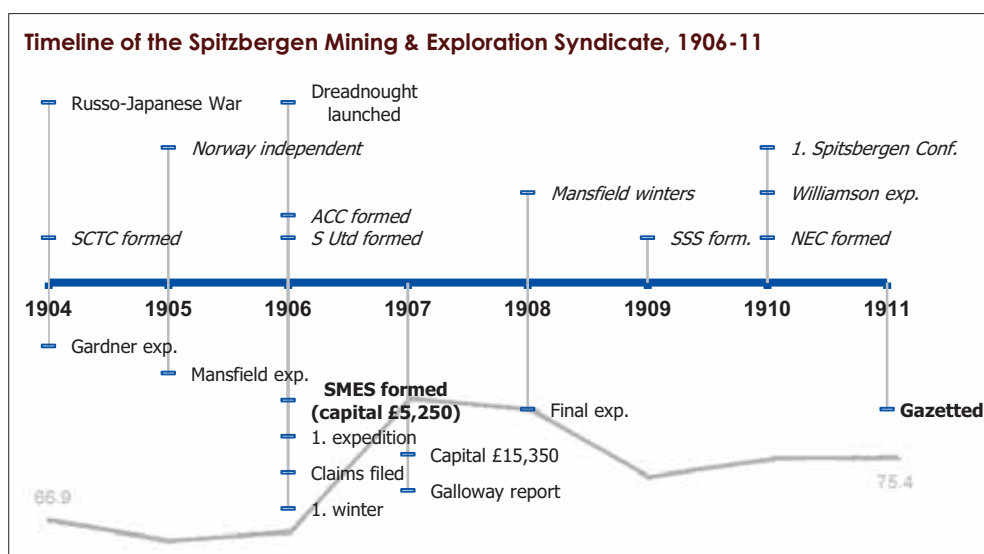 Timeline of the Spitzbergen Mining & Exploration Syndicate, 1906-11
Russo-Japanese War
Dreadnought
launched
Norway independent
1. Spitsbergen Conf.
Mansfield winters
Williamson exp.
ACC formed
SCTC formed
S Utd formed
SSS form.
NEC formed
1904
1905
1906
1907
1908
1909
1910
1911
Gardner exp.
Mansfield exp.
SMES formed
(capital £5,250)
Final exp.
Gazetted
1. expedition
Capital £15,350
Claims filed
Galloway report
75.4
66.9
1. winter